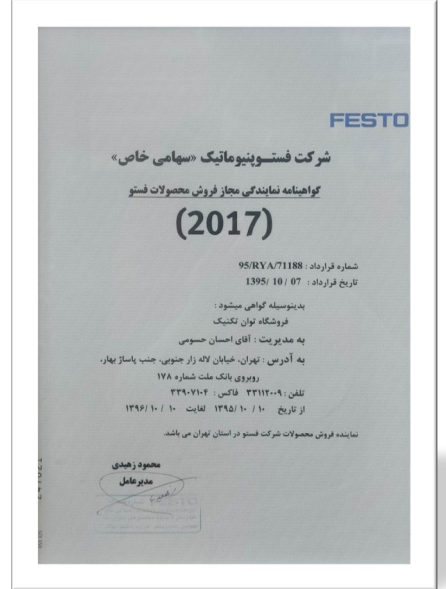 FESTO
شرکت فستــوپنیوماتیک «سهامی خاص»
گواهینامه نمایندگی مجاز فروش محصولات فستو
(2017)
شماره قرارداد : 95/RYA/71188
تاریخ قرارداد : 07 / 10 / 1395
بدینوسیله گواهی میشود :
فروشگاه توان تکنیک
به مدیریت : آقای احسان حسومی
به آدرس : تهران، خیابان لاله زار جنوبی، جنب پاساژ بهار،
روبروی بانک ملت شماره ۱۷۸
تلفن : ۳۳۱۱۲۰۰۹ فاکس : ۳۳۹۰۷۱۰۴
از تاریخ ۱۰ / ۱۰ / ۱۳۹۵ لغایت ۱۰ / ۱۰ / ۱۳۹۶
نماینده فروش محصولات شرکت فستو در استان تهران می باشد.
محمود زهیدی
مدیرعامل